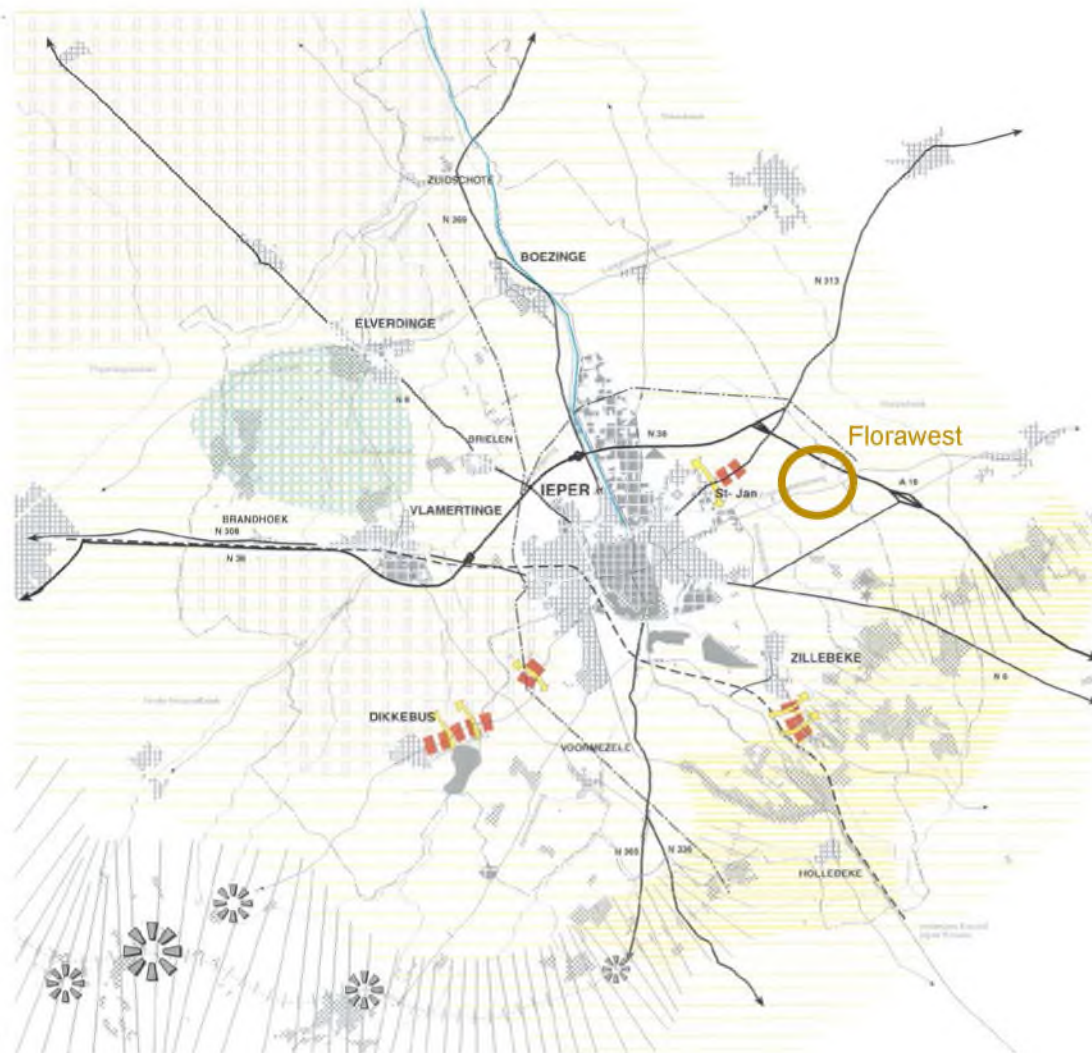 ZUIDSCHOTE
N 369
BOEZINGE
N 313
ELVERDINGE
N 8
BRIELEN
N 38
Florawest
A 19
IEPER
St- Jan
VLAMERTINGE
BRANDHOEK
N 308
N 38
ZILLEBEKE
N 8
DIKKEBUS
VOORMEZELE
N 365
N 336
HOLLEBEKE